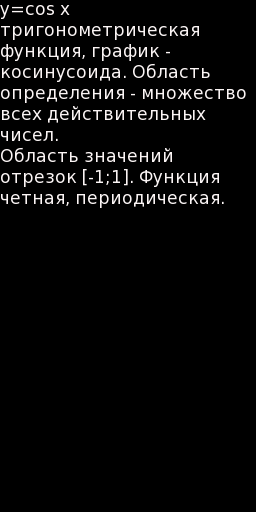 y=cos x
тригонометрическая
функция, график -
косинусоида. Область
определения - множество
всех действительных
чисел.
Область значений
отрезок [-1;1]. Функция
четная, периодическая.